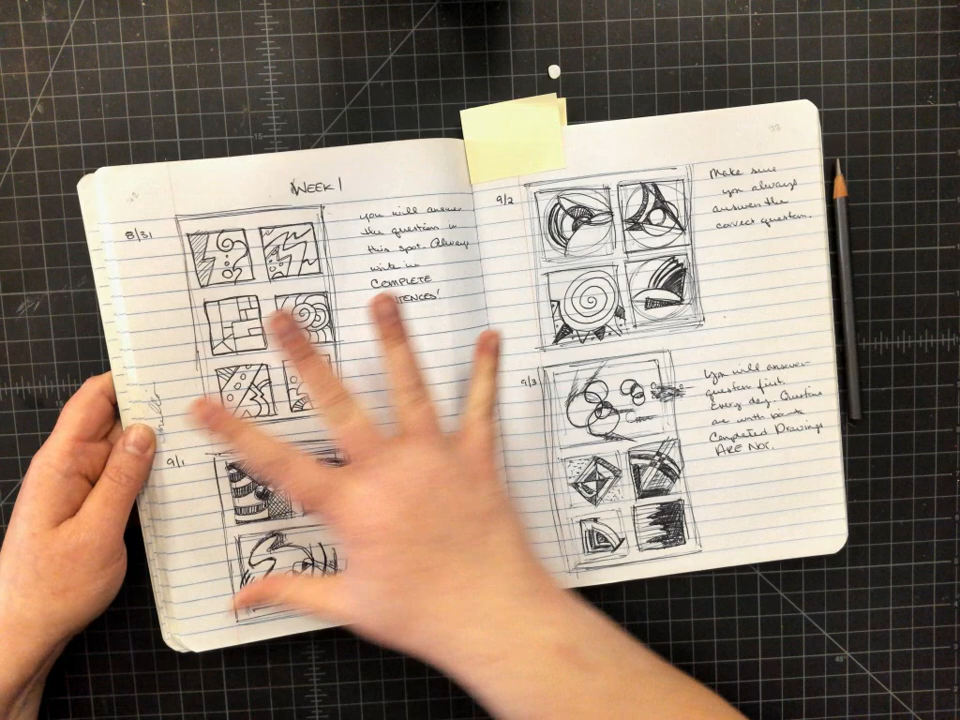 WEEK 1
8/31
you will answer
the question in
this spot. Always
write in
COMPLETE
SENTENCES!
9/1
33
9/2
Make sure
you always
answer the
correct question.
9/3
You will answer
question first
Every day. Questions
are worth points
Completed Drawings
ARE NOT.